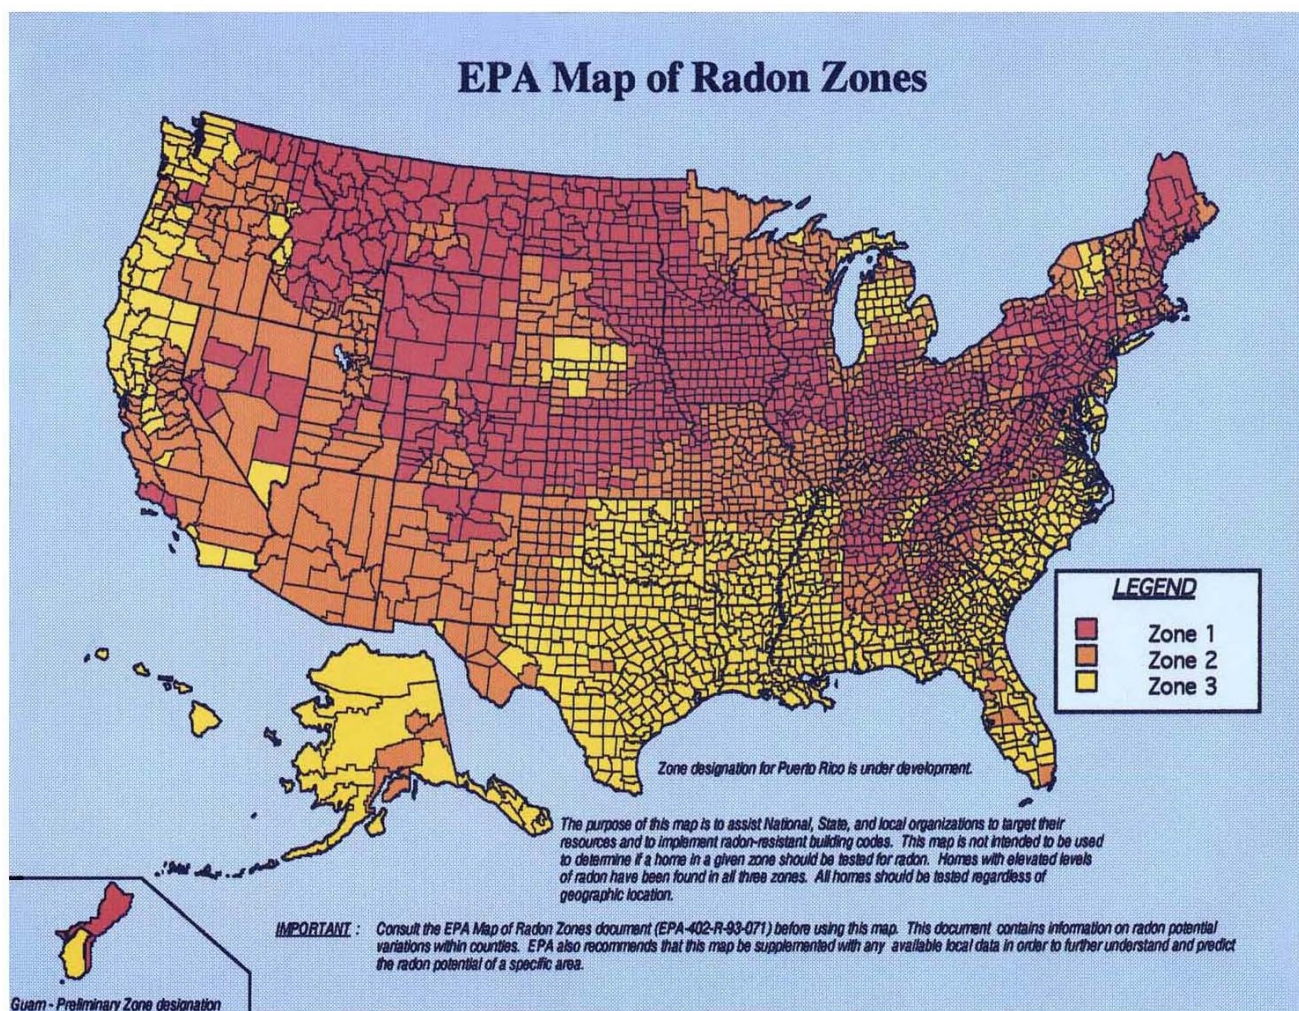 EPA Map of Radon Zones
LEGEND
Zone 1
Zone 2
Zone 3
Zone designation for Puerto Rico is under development.
The purpose of this map is to assist National, State, and local organizations to target their
resources and to implement radon-resistant building codes. This map is not intended to be used
to determine if a home in a given zone should be tested for radon. Homes with elevated levels
of radon have been found in all three zones. All homes should be tested regardless of
geographic location.
IMPORTANT : Consult the EPA Map of Radon Zones document (EPA-402-R-93-071) before using this map. This document contains information on radon potential
variations within counties. EPA also recommends that this map be supplemented with any available local data in order to further understand and predict
the radon potential of a specific area.
Guam - Preliminary Zone designation